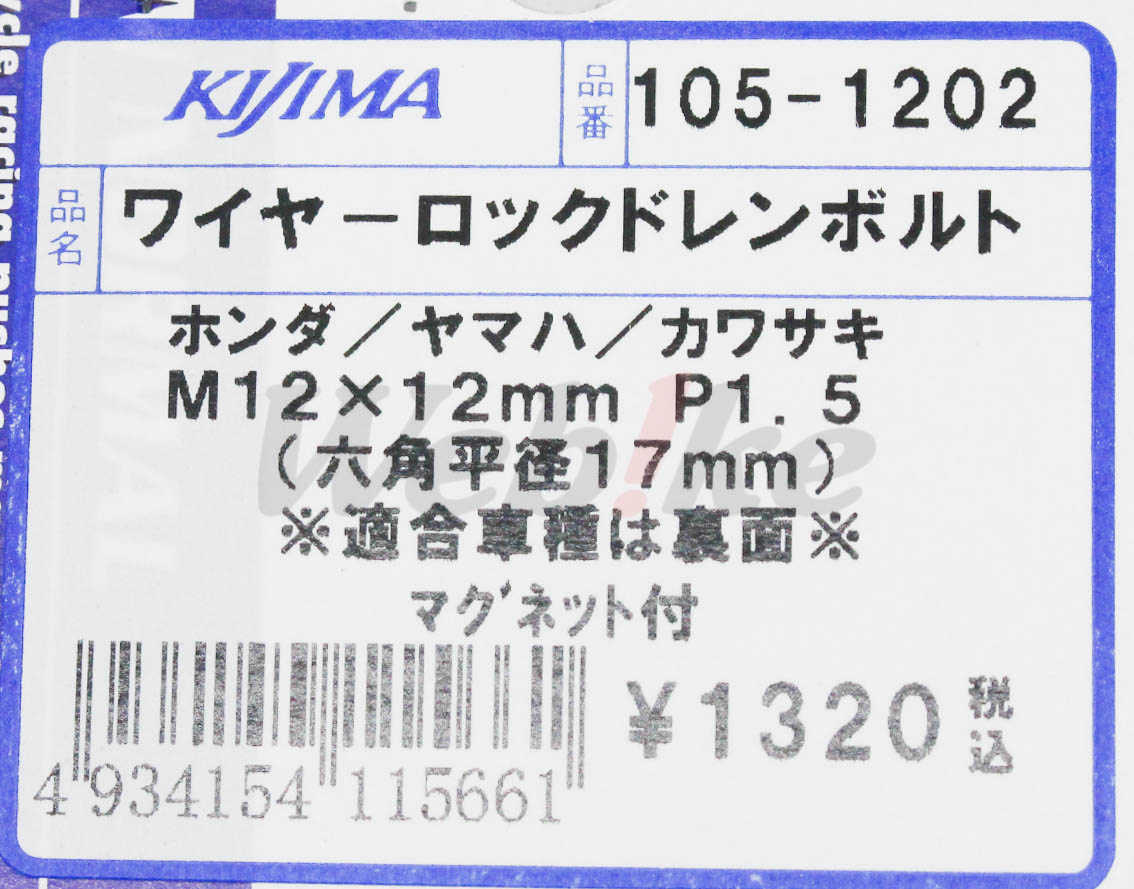 KIJIMA
品番
105-1202
品名
ワイヤーロックドレンボルト
ホンダ／ヤマハ／カワサキ
M12×12mm P1.5
(六角平径17mm)
※適合車種は裏面※
マグネット付
¥1320 税込
4 934154 115661
Webike
ycle racing